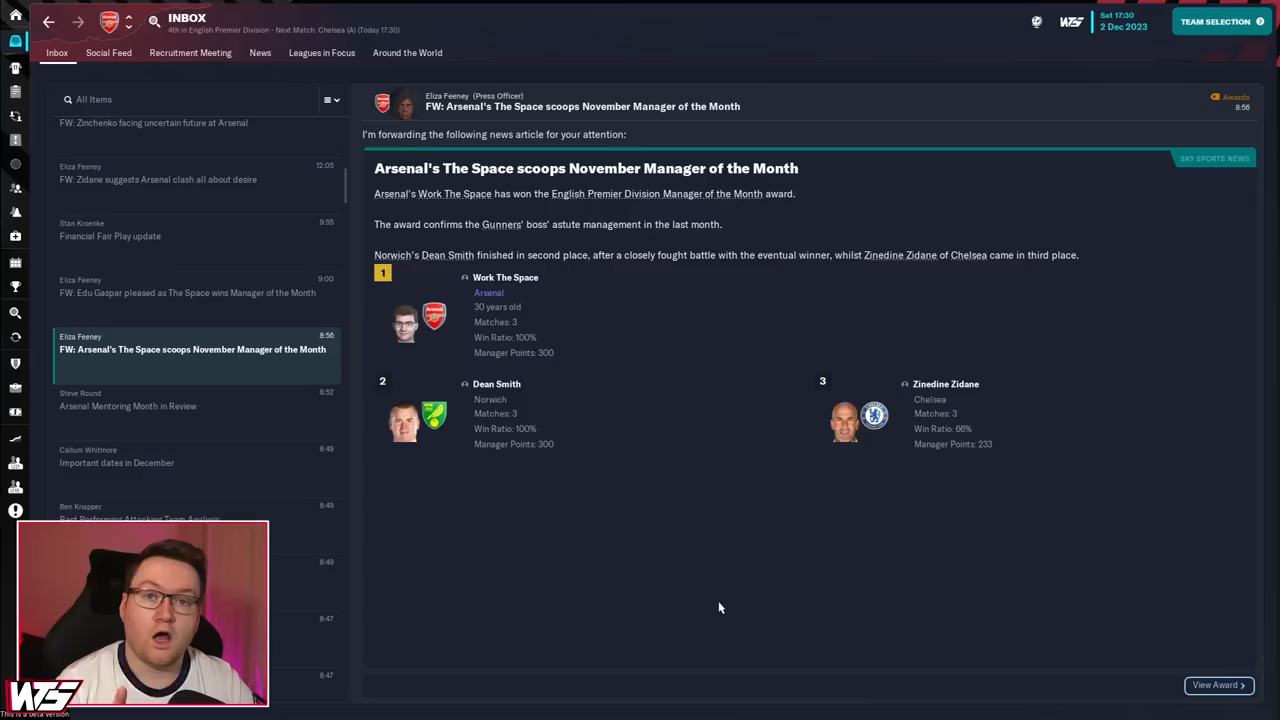 INBOX
4th in English Premier Division - Next Match: Chelsea (A) (Today 17:30)
WTS
Sat 17:30
2 Dec 2023
TEAM SELECTION
Inbox
Social Feed
Recruitment Meeting
News
Leagues in Focus
Around the World
All Items
FW: Zinchenko facing uncertain future at Arsenal
Eliza Feeney
12:05
FW: Zidane suggests Arsenal clash all about desire
Stan Kroenke
9:55
Financial Fair Play update
Eliza Feeney
9:00
FW: Edu Gaspar pleased as The Space wins Manager of the Month
Eliza Feeney
8:56
FW: Arsenal's The Space scoops November Manager of the Month
Steve Round
8:52
Arsenal Mentoring Month in Review
Callum Whitmore
8:49
Important dates in December
Ben Knapper
8:49
Best Performing Attacking Team Analysis
8:49
8:47
8:47
Eliza Feeney (Press Officer)
FW: Arsenal's The Space scoops November Manager of the Month
Awards
8:56
I'm forwarding the following news article for your attention:
SKY SPORTS NEWS
Arsenal's The Space scoops November Manager of the Month
Arsenal's Work The Space has won the English Premier Division Manager of the Month award.
The award confirms the Gunners' boss' astute management in the last month.
Norwich's Dean Smith finished in second place, after a closely fought battle with the eventual winner, whilst Zinedine Zidane of Chelsea came in third place.
1
Work The Space
Arsenal
30 years old
Matches: 3
Win Ratio: 100%
Manager Points: 300
2
Dean Smith
Norwich
Matches: 3
Win Ratio: 100%
Manager Points: 300
3
Zinedine Zidane
Chelsea
Matches: 3
Win Ratio: 66%
Manager Points: 233
View Award
WTS
This is a beta version